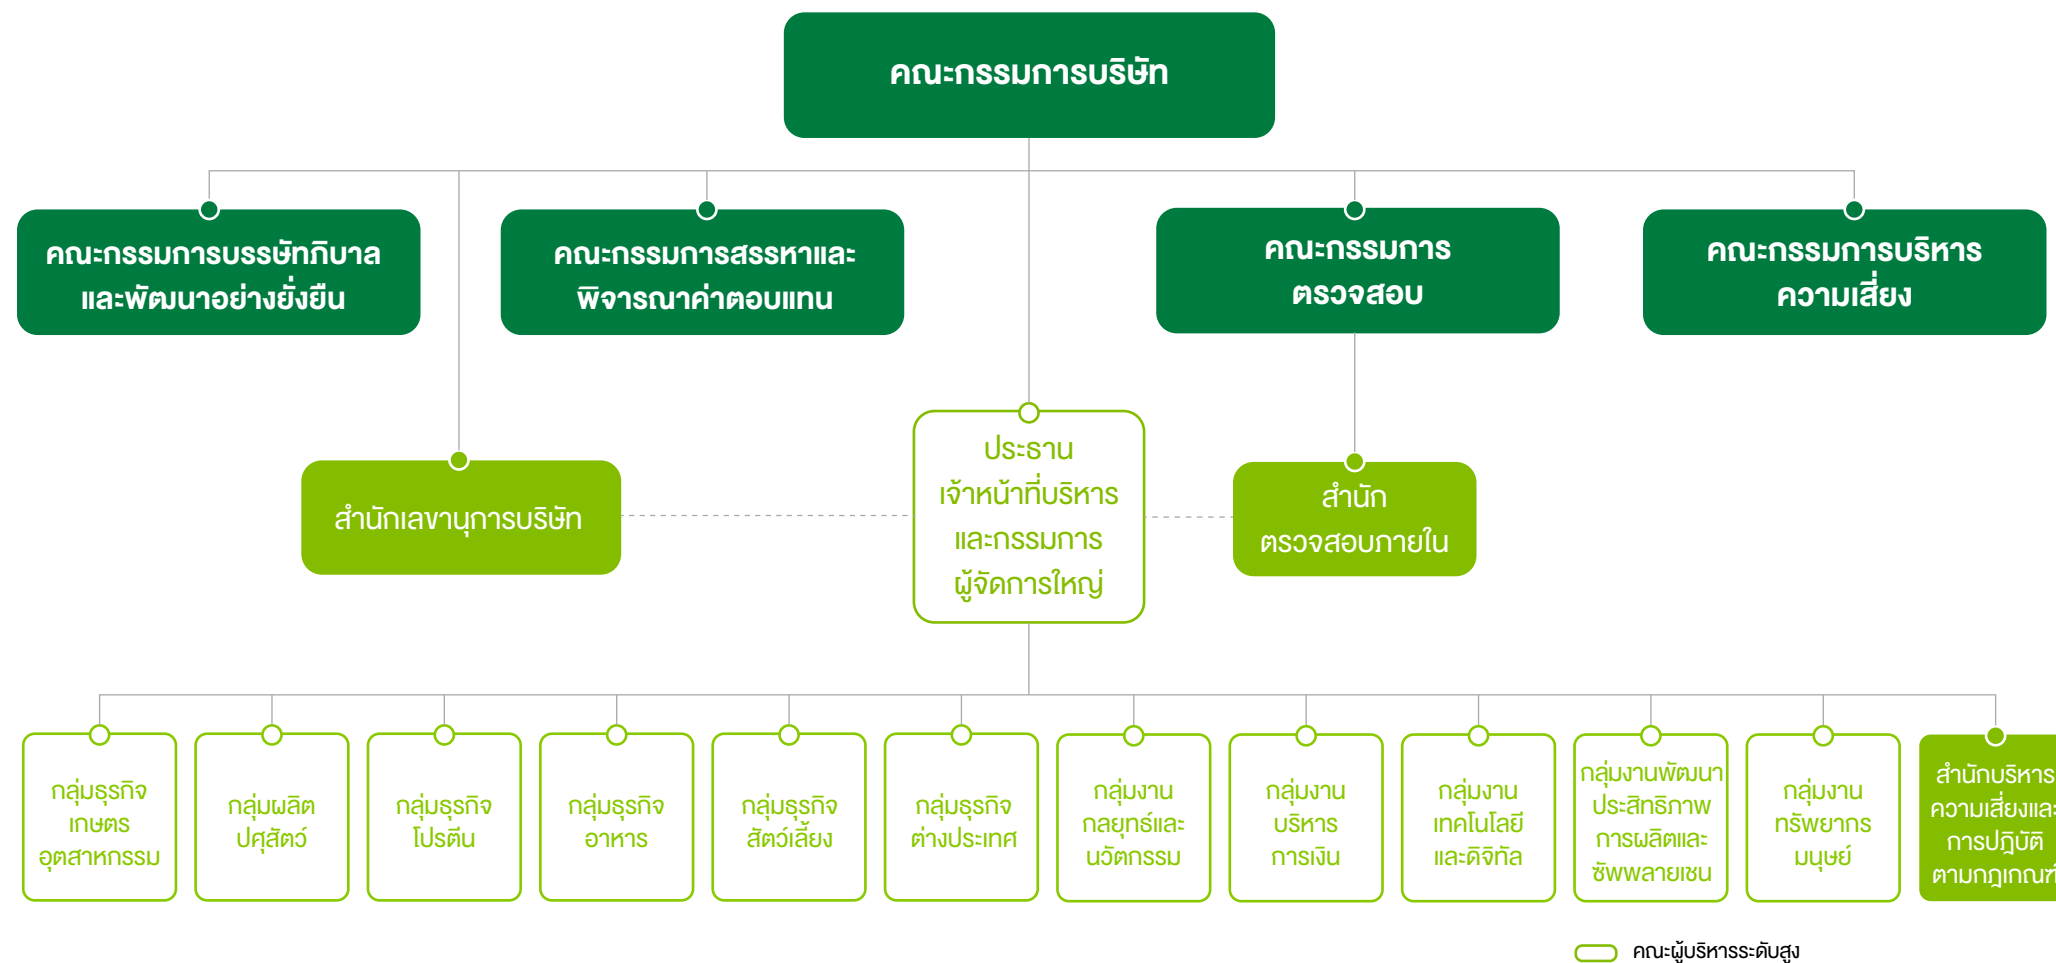 คณะกรรมการบริษัท
คณะกรรมการบรรษัทภิบาล
และพัฒนาอย่างยั่งยืน
คณะกรรมการสรรหาและ
พิจารณาค่าตอบแทน
คณะกรรมการ
ตรวจสอบ
คณะกรรมการบริหาร
ความเสี่ยง
สำนักเลขานุการบริษัท
ประธาน
เจ้าหน้าที่บริหาร
และกรรมการ
ผู้จัดการใหญ่
สำนัก
ตรวจสอบภายใน
กลุ่มธุรกิจ
เกษตร
อุตสาหกรรม
กลุ่มผลิต
ปศุสัตว์
กลุ่มธุรกิจ
โปรตีน
กลุ่มธุรกิจ
อาหาร
กลุ่มธุรกิจ
สัตว์เลี้ยง
กลุ่มธุรกิจ
ต่างประเทศ
กลุ่มงาน
กลยุทธ์และ
นวัตกรรม
กลุ่มงาน
บริหาร
การเงิน
กลุ่มงาน
เทคโนโลยี
และดิจิทัล
กลุ่มงานพัฒนา
ประสิทธิภาพ
การผลิตและ
ซัพพลายเชน
กลุ่มงาน
ทรัพยากร
มนุษย์
สำนักบริหาร
ความเสี่ยงและ
การปฎิบัติ
ตามกฎเกณฑ์
คณะผู้บริหารระดับสูง